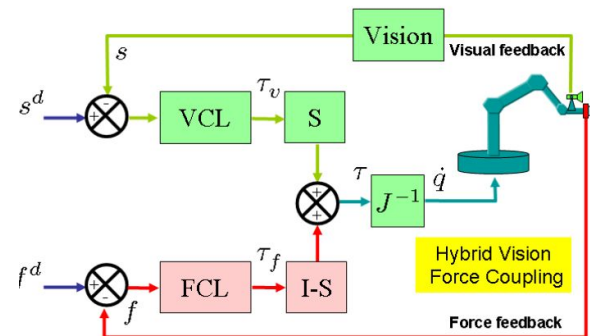 Vision
Visual feedback
s
s^d
VCL
τ_v
S
τ
J^{-1}
q̇
Hybrid Vision
Force Coupling
f^d
f
FCL
τ_f
I-S
Force feedback